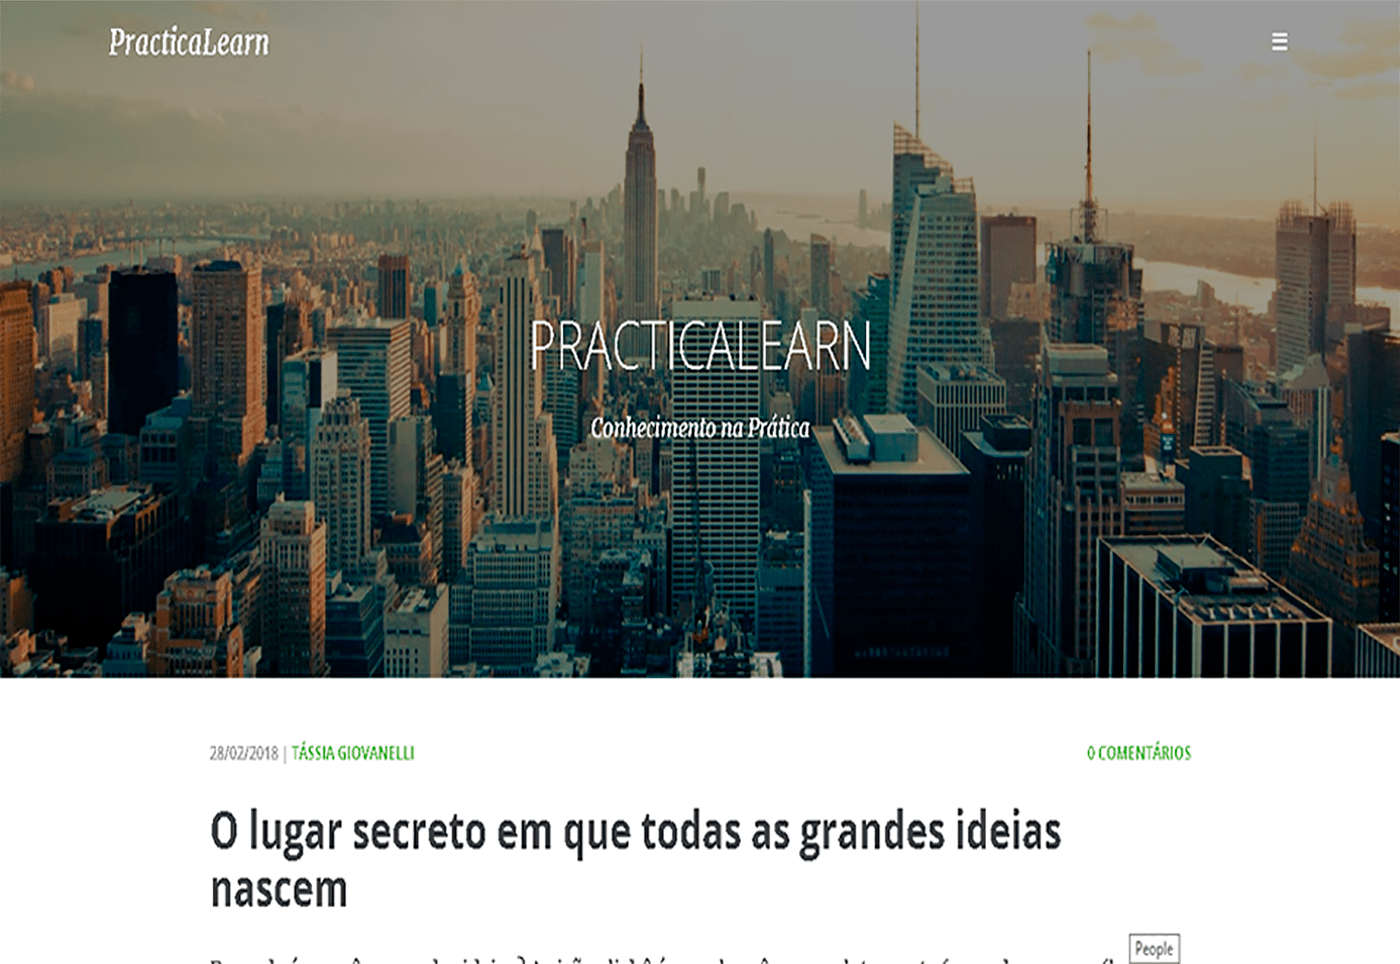 PracticaLearn
PRACTICALEARN
Conhecimento na Prática
28/02/2018 | TÁSSIA GIOVANELLI
0 COMENTÁRIOS
O lugar secreto em que todas as grandes ideias
nascem
People